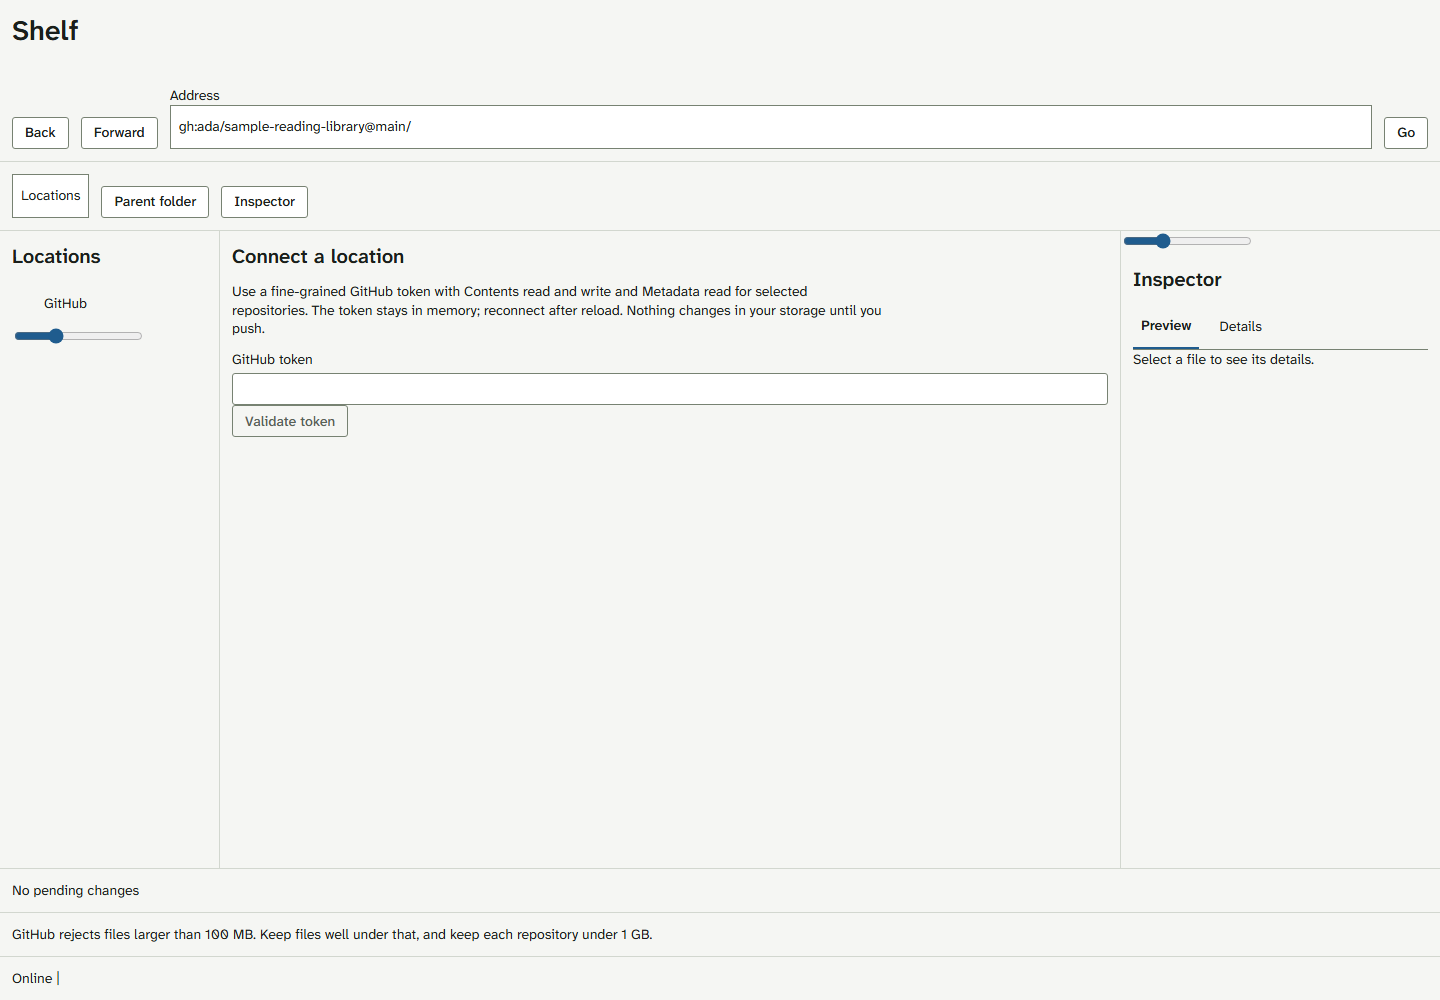 Shelf
Address
Back
Forward
gh:ada/sample-reading-library@main/
Go
Locations
Parent folder
Inspector
Locations
GitHub
Connect a location
Use a fine-grained GitHub token with Contents read and write and Metadata read for selected
repositories. The token stays in memory; reconnect after reload. Nothing changes in your storage until you
push.
GitHub token
Validate token
Inspector
Preview
Details
Select a file to see its details.
No pending changes
GitHub rejects files larger than 100 MB. Keep files well under that, and keep each repository under 1 GB.
Online